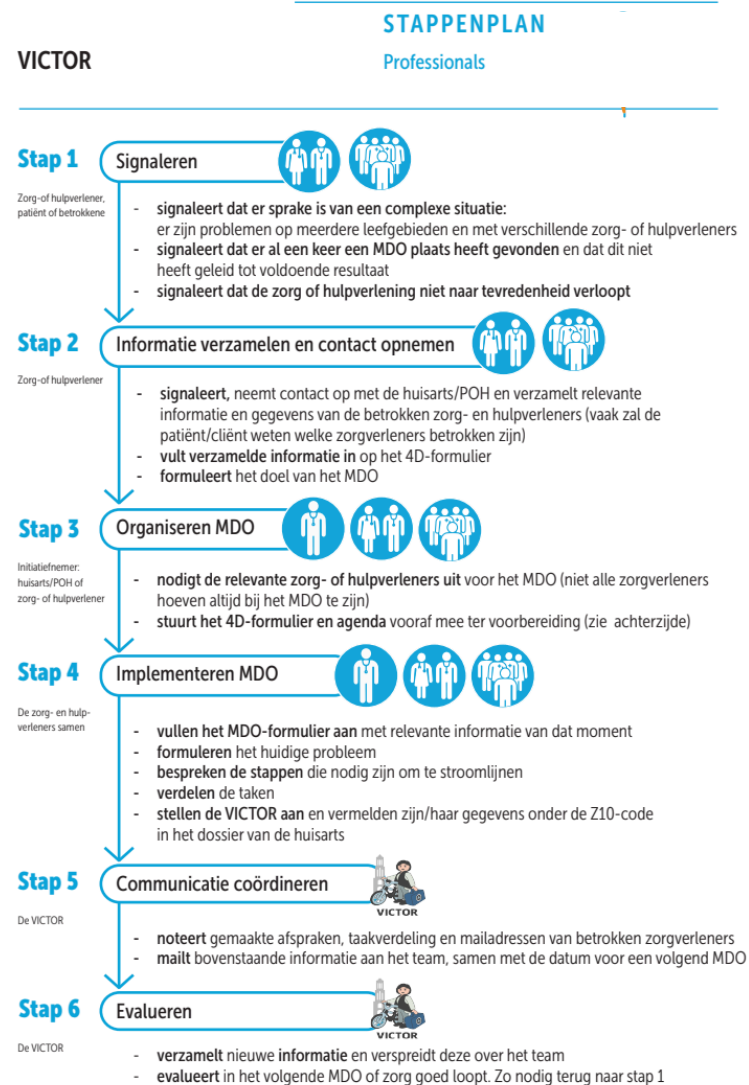 STAPPENPLAN
VICTOR
Professionals
Stap 1
Signaleren
Zorg-of hulpverlener,
patiënt of betrokkene
- signaleert dat er sprake is van een complexe situatie:
er zijn problemen op meerdere leefgebieden en met verschillende zorg- of hulpverleners
- signaleert dat er al een keer een MDO plaats heeft gevonden en dat dit niet
heeft geleid tot voldoende resultaat
- signaleert dat de zorg of hulpverlening niet naar tevredenheid verloopt
Stap 2
Informatie verzamelen en contact opnemen
Zorg-of hulpverlener
- signaleert, neemt contact op met de huisarts/POH en verzamelt relevante
informatie en gegevens van de betrokken zorg- en hulpverleners (vaak zal de
patiënt/cliënt weten welke zorgverleners betrokken zijn)
- vult verzamelde informatie in op het 4D-formulier
- formuleert het doel van het MDO
Stap 3
Organiseren MDO
Initiatiefnemer:
huisarts/POH of
zorg- of hulpverlener
- nodigt de relevante zorg- of hulpverleners uit voor het MDO (niet alle zorgverleners
hoeven altijd bij het MDO te zijn)
- stuurt het 4D-formulier en agenda vooraf mee ter voorbereiding (zie achterzijde)
Stap 4
Implementeren MDO
De zorg- en hulp-
verleners samen
- vullen het MDO-formulier aan met relevante informatie van dat moment
- formuleren het huidige probleem
- bespreken de stappen die nodig zijn om te stroomlijnen
- verdelen de taken
- stellen de VICTOR aan en vermelden zijn/haar gegevens onder de Z10-code
in het dossier van de huisarts
Stap 5
Communicatie coördineren
VICTOR
De VICTOR
- noteert gemaakte afspraken, taakverdeling en mailadressen van betrokken zorgverleners
- mailt bovenstaande informatie aan het team, samen met de datum voor een volgend MDO
Stap 6
Evalueren
VICTOR
De VICTOR
- verzamelt nieuwe informatie en verspreidt deze over het team
- evalueert in het volgende MDO of zorg goed loopt. Zo nodig terug naar stap 1